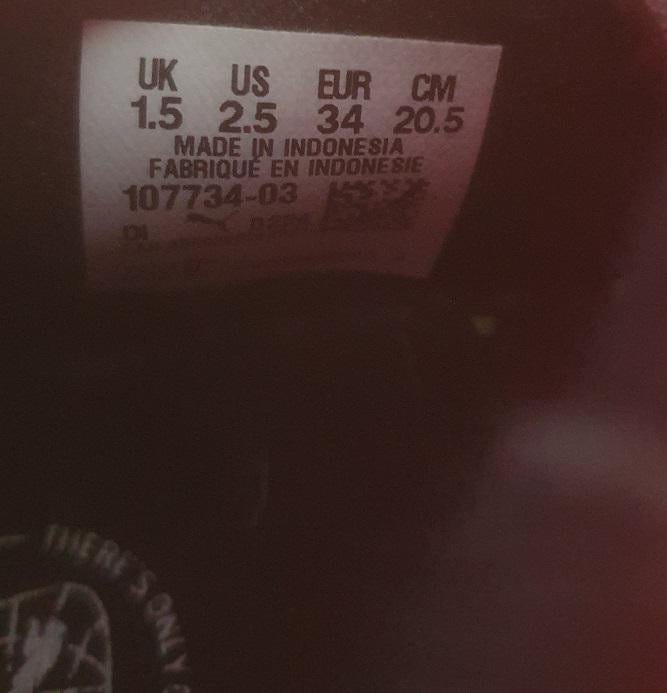 UK US EUR CM
1.5 2.5 34 20.5
MADE IN INDONESIA
FABRIQUÉ EN INDONESIE
107734-03
THERE'S ONLY